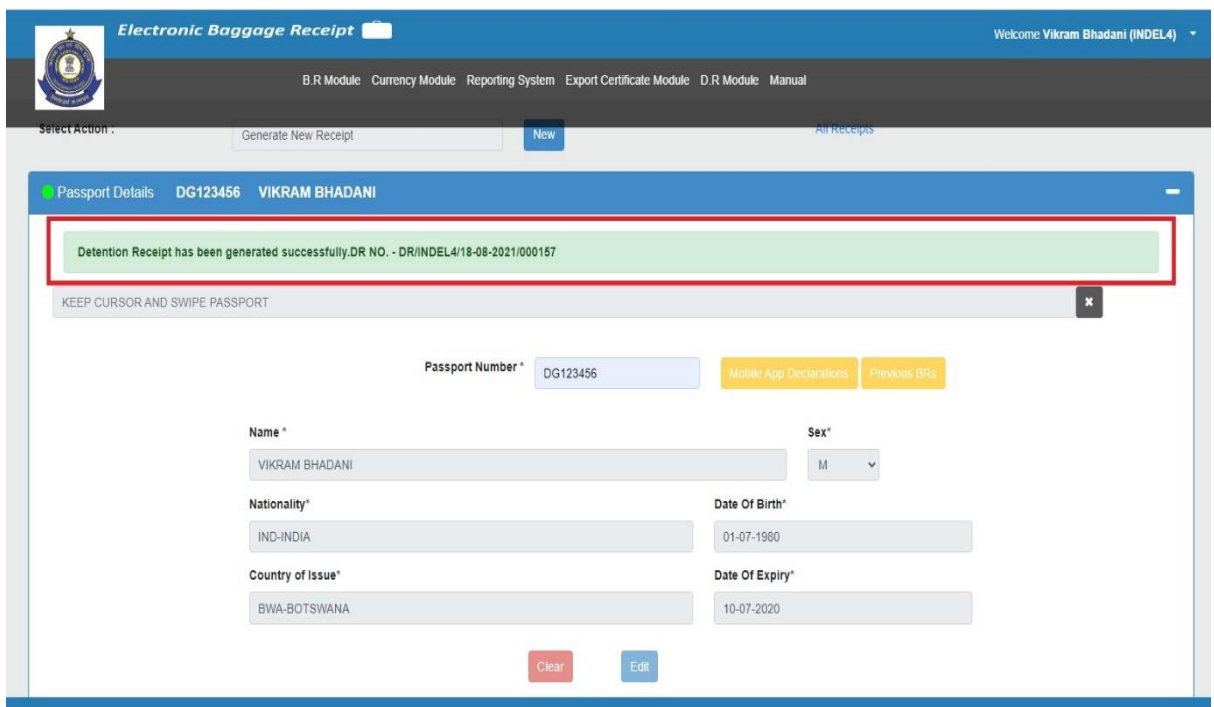 Electronic Baggage Receipt
Welcome Vikram Bhadani (INDEL4)
B.R Module Currency Module Reporting System Export Certificate Module D.R Module Manual
Select Action :
Generate New Receipt
New
All Receipts
Passport Details DG123456 VIKRAM BHADANI
Detention Receipt has been generated successfully.DR NO. - DR/INDEL4/18-08-2021/000157
KEEP CURSOR AND SWIPE PASSPORT
Passport Number *
DG123456
Mobile App Declarations
Previous BRs
Name *
Sex*
VIKRAM BHADANI
M
Nationality*
Date Of Birth*
IND-INDIA
01-07-1980
Country of Issue*
Date Of Expiry*
BWA-BOTSWANA
10-07-2020
Clear
Edit